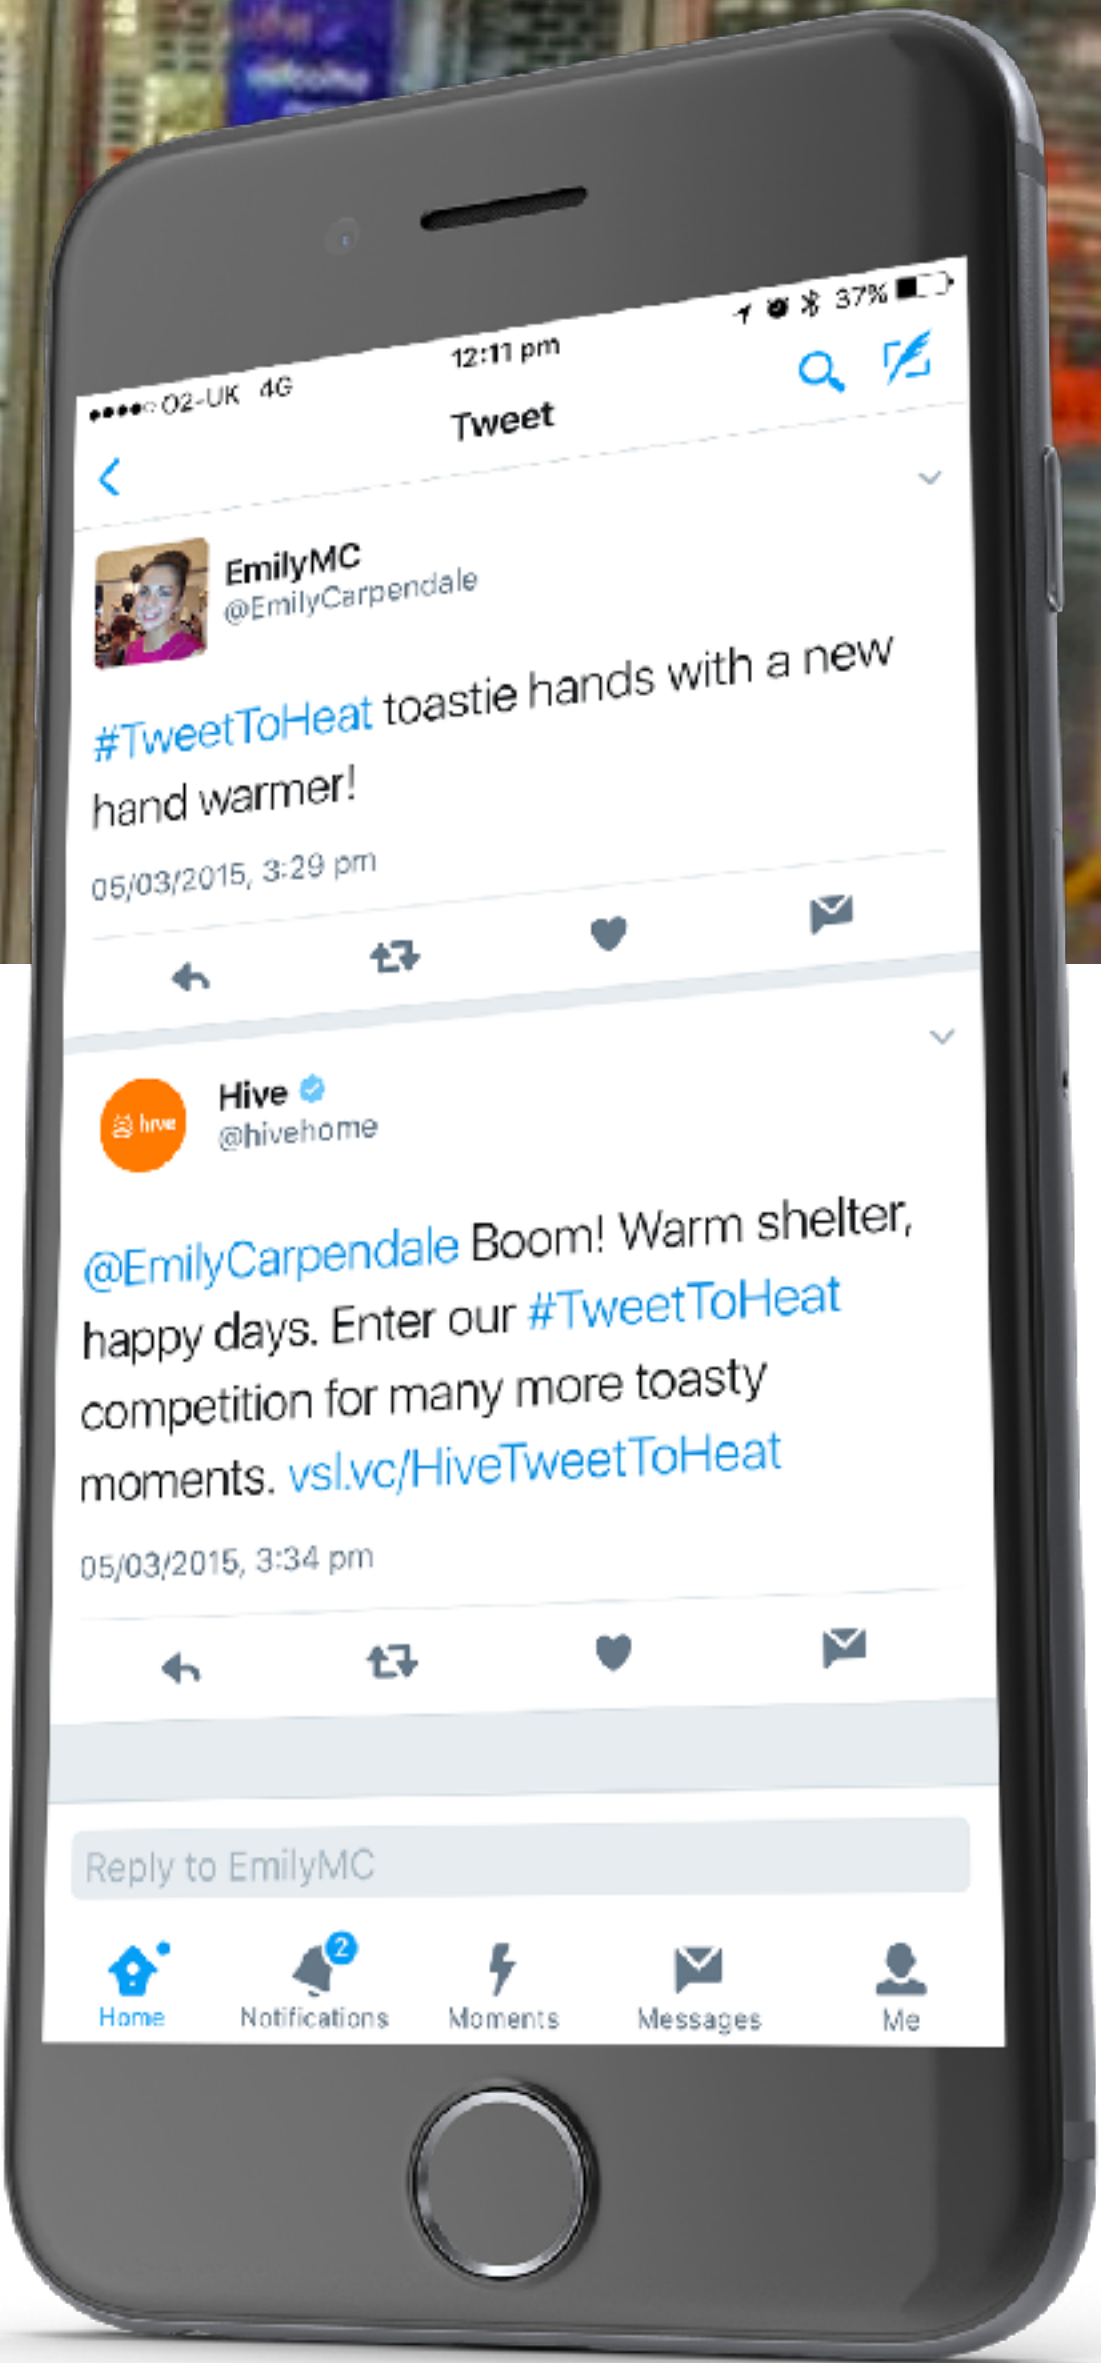 welcome
O2-UK 4G
12:11 pm
37%
Tweet
EmilyMC
@EmilyCarpendale
#TweetToHeat toastie hands with a new
hand warmer!
05/03/2015, 3:29 pm
hive
Hive
@hivehome
@EmilyCarpendale Boom! Warm shelter,
happy days. Enter our #TweetToHeat
competition for many more toasty
moments. vsl.vc/HiveTweetToHeat
05/03/2015, 3:34 pm
Reply to EmilyMC
2
Home
Notifications
Moments
Messages
Me